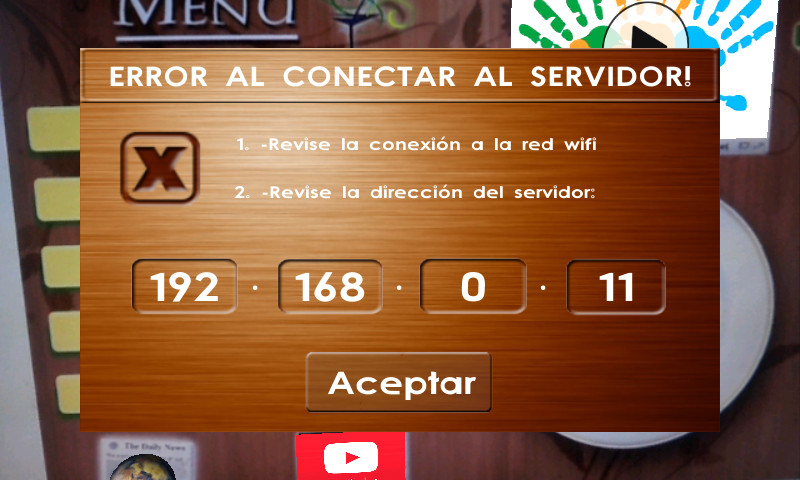 MENU
ERROR AL CONECTAR AL SERVIDOR!
1. -Revise la conexión a la red wifi
2. -Revise la dirección del servidor:
192 . 168 . 0 . 11
Aceptar
The Daily News